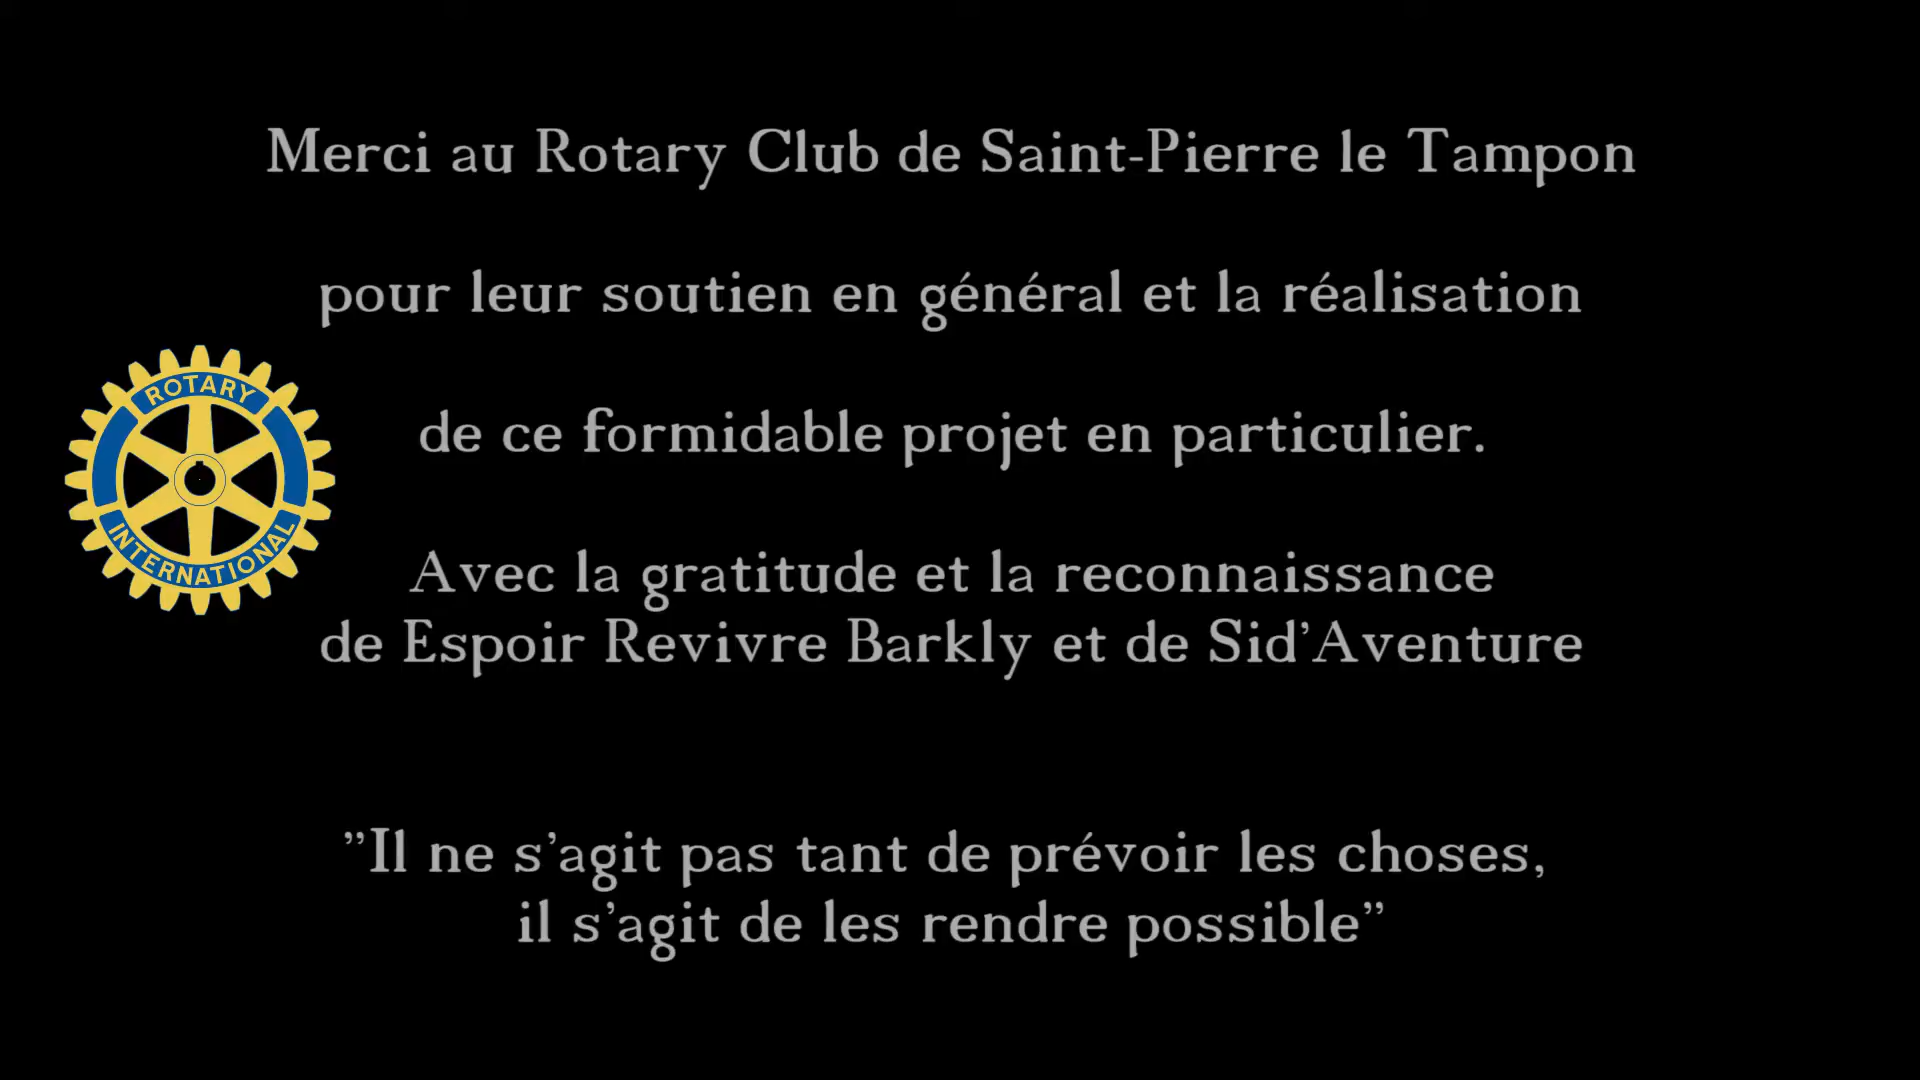 Merci au Rotary Club de Saint-Pierre le Tampon
pour leur soutien en général et la réalisation
ROTARY
de ce formidable projet en particulier.
INTERNATIONAL
Avec la gratitude et la reconnaissance
de Espoir Revivre Barkly et de Sid’Aventure
”Il ne s’agit pas tant de prévoir les choses,
il s’agit de les rendre possible”